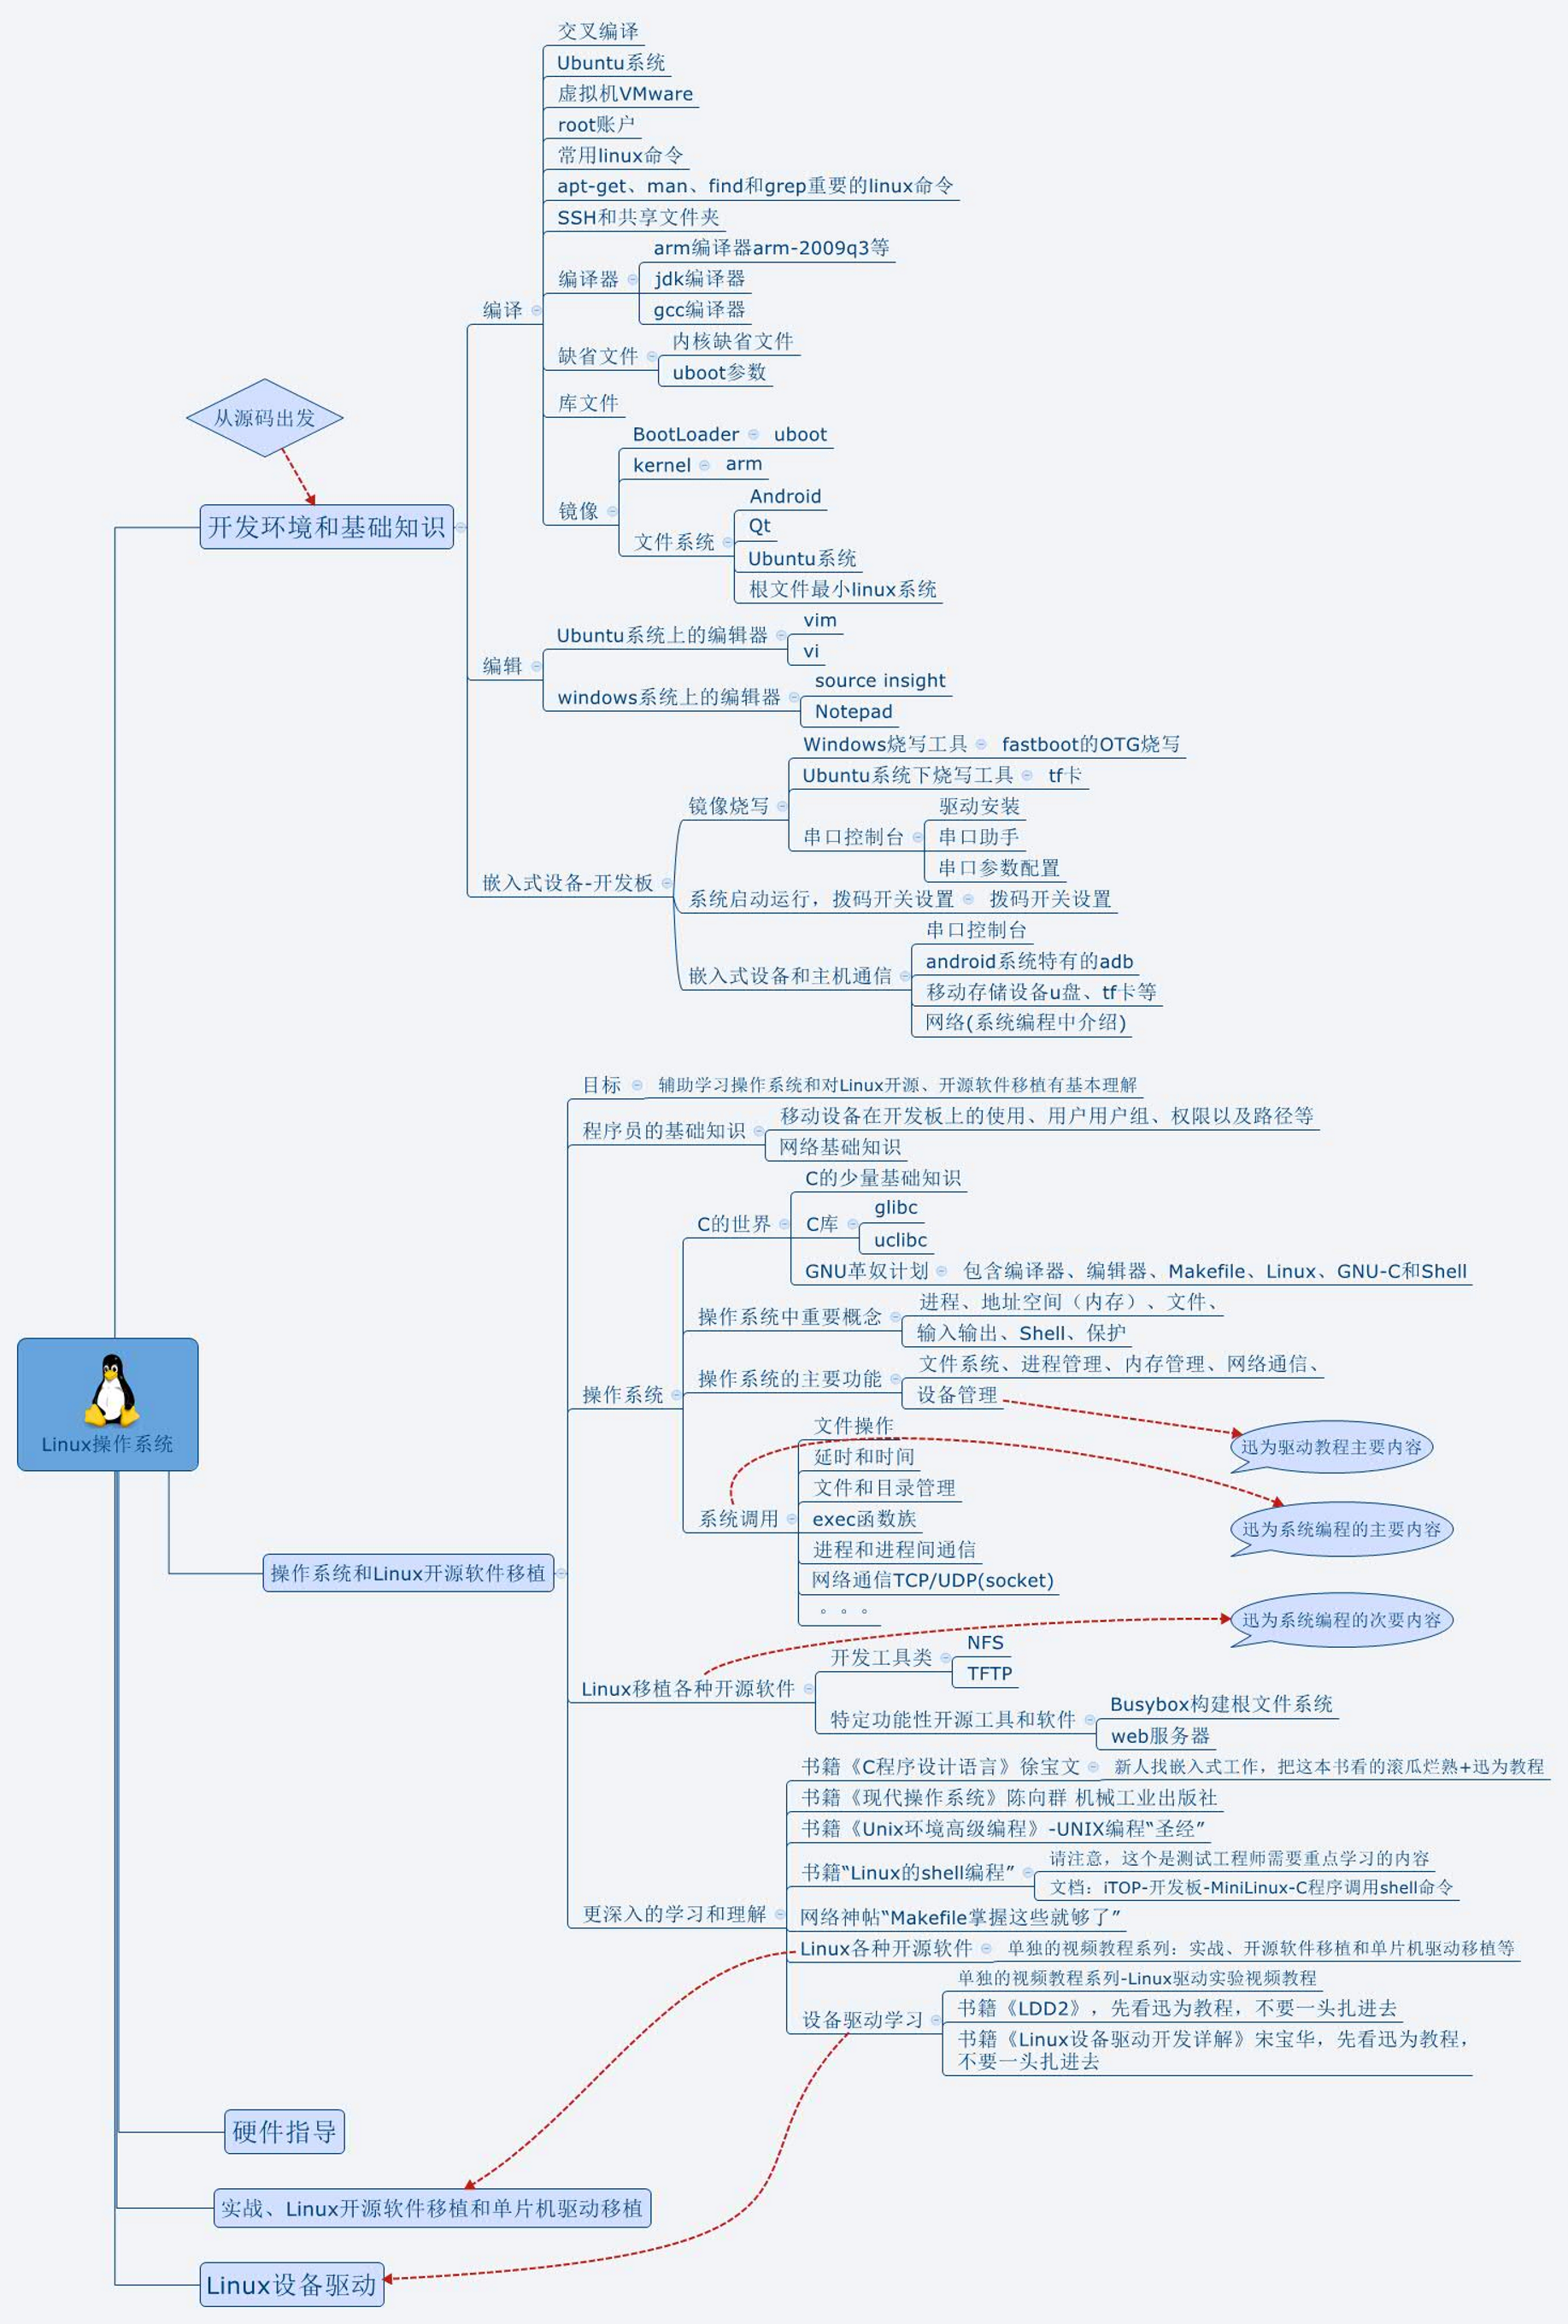 交叉编译
Ubuntu系统
虚拟机VMware
root账户
常用linux命令
apt-get、man、find和grep重要的linux命令
SSH和共享文件夹
arm编译器arm-2009q3等
编译器
jdk编译器
gcc编译器
编译
内核缺省文件
缺省文件
uboot参数
库文件
从源码出发
BootLoader
uboot
kernel
arm
Android
镜像
Qt
开发环境和基础知识
文件系统
Ubuntu系统
根文件最小linux系统
vim
Ubuntu系统上的编辑器
vi
编辑
source insight
windows系统上的编辑器
Notepad
Windows烧写工具
fastboot的OTG烧写
Ubuntu系统下烧写工具
tf卡
镜像烧写
驱动安装
串口控制台
串口助手
串口参数配置
嵌入式设备-开发板
系统启动运行，拨码开关设置
拨码开关设置
串口控制台
android系统特有的adb
嵌入式设备和主机通信
移动存储设备u盘、tf卡等
网络(系统编程中介绍)
目标
辅助学习操作系统和对Linux开源、开源软件移植有基本理解
移动设备在开发板上的使用、用户用户组、权限以及路径等
程序员的基础知识
网络基础知识
C的少量基础知识
glibc
C的世界
C库
uclibc
GNU革奴计划
包含编译器、编辑器、Makefile、Linux、GNU-C和Shell
进程、地址空间（内存）、文件、
操作系统中重要概念
输入输出、Shell、保护
文件系统、进程管理、内存管理、网络通信、
操作系统的主要功能
操作系统
设备管理
文件操作
Linux操作系统
迅为驱动教程主要内容
延时和时间
文件和目录管理
系统调用
exec函数族
迅为系统编程的主要内容
进程和进程间通信
操作系统和Linux开源软件移植
网络通信TCP/UDP(socket)
。。。
迅为系统编程的次要内容
NFS
开发工具类
TFTP
Linux移植各种开源软件
Busybox构建根文件系统
特定功能性开源工具和软件
web服务器
书籍《C程序设计语言》徐宝文
新人找嵌入式工作，把这本书看的滚瓜烂熟+迅为教程
书籍《现代操作系统》陈向群 机械工业出版社
书籍《Unix环境高级编程》-UNIX编程“圣经”
请注意，这个是测试工程师需要重点学习的内容
书籍“Linux的shell编程”
文档：iTOP-开发板-MiniLinux-C程序调用shell命令
更深入的学习和理解
网络神帖“Makefile掌握这些就够了”
Linux各种开源软件
单独的视频教程系列：实战、开源软件移植和单片机驱动移植等
单独的视频教程系列-Linux驱动实验视频教程
书籍《LDD2》，先看迅为教程，不要一头扎进去
设备驱动学习
书籍《Linux设备驱动开发详解》宋宝华，先看迅为教程，
不要一头扎进去
硬件指导
实战、Linux开源软件移植和单片机驱动移植
Linux设备驱动